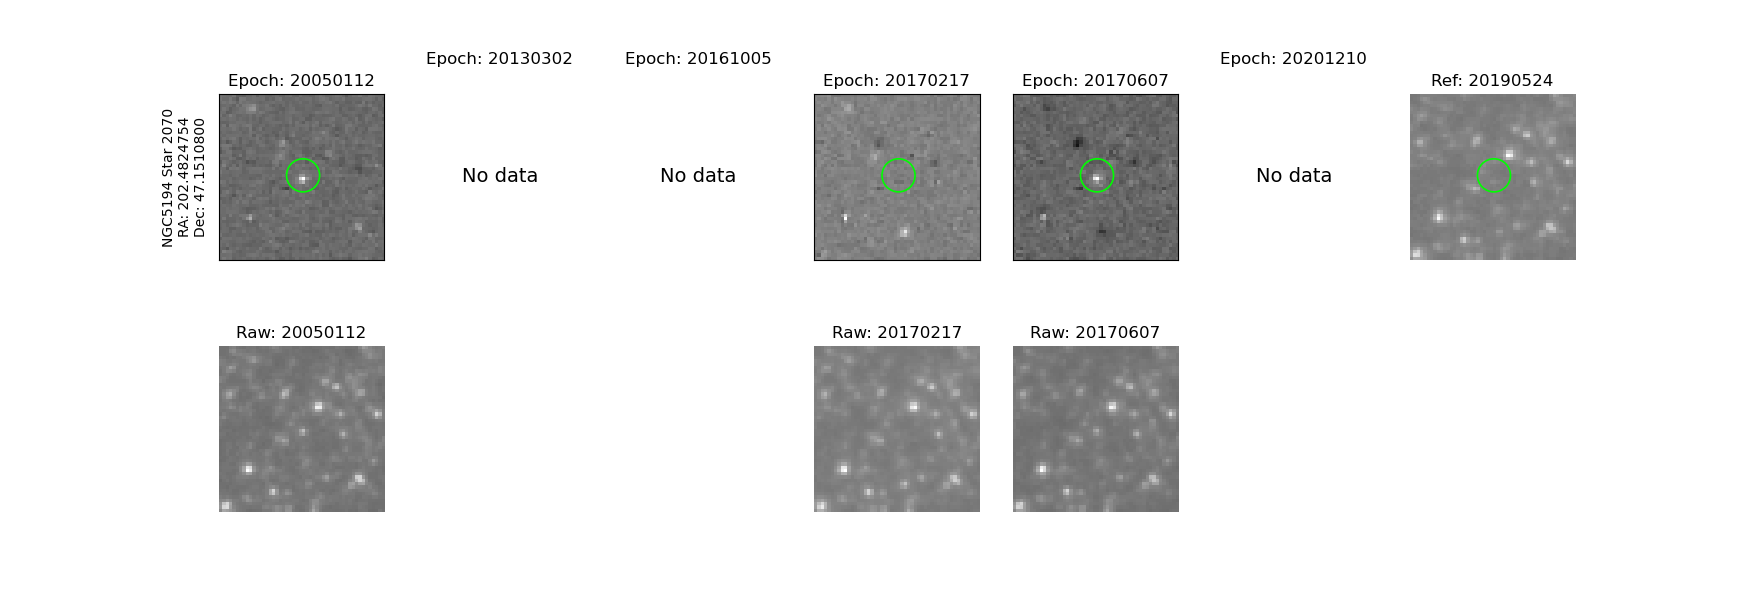 Epoch: 20130302
Epoch: 20161005
Epoch: 20201210
Epoch: 20050112
Epoch: 20170217
Epoch: 20170607
Ref: 20190524
NGC5194 Star 2070
RA: 202.4824754
Dec: 47.1510800
No data
No data
No data
Raw: 20050112
Raw: 20170217
Raw: 20170607